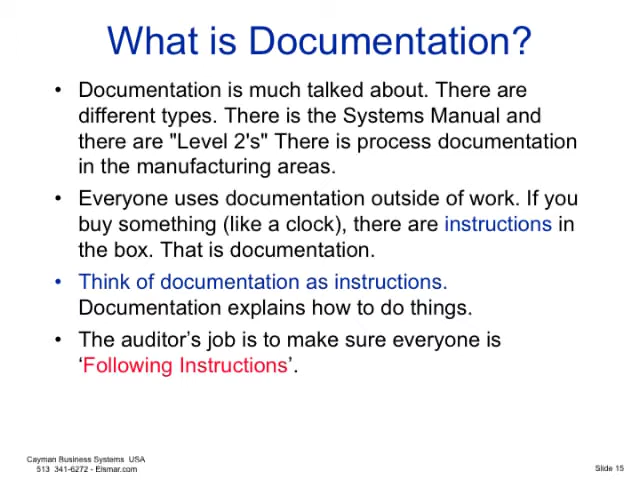 What is Documentation?
• Documentation is much talked about. There are
different types. There is the Systems Manual and
there are "Level 2's" There is process documentation
in the manufacturing areas.
• Everyone uses documentation outside of work. If you
buy something (like a clock), there are instructions in
the box. That is documentation.
• Think of documentation as instructions.
Documentation explains how to do things.
• The auditor’s job is to make sure everyone is
‘Following Instructions’.
Cayman Business Systems USA
513 341-6272 - Elsmar.com
Slide 15